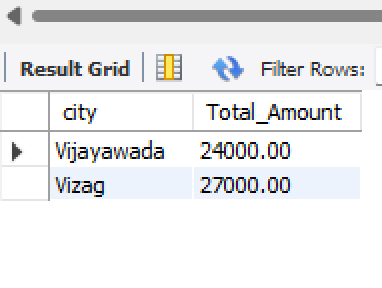 Result Grid Filter Rows:
city Total_Amount
Vijayawada 24000.00
Vizag 27000.00